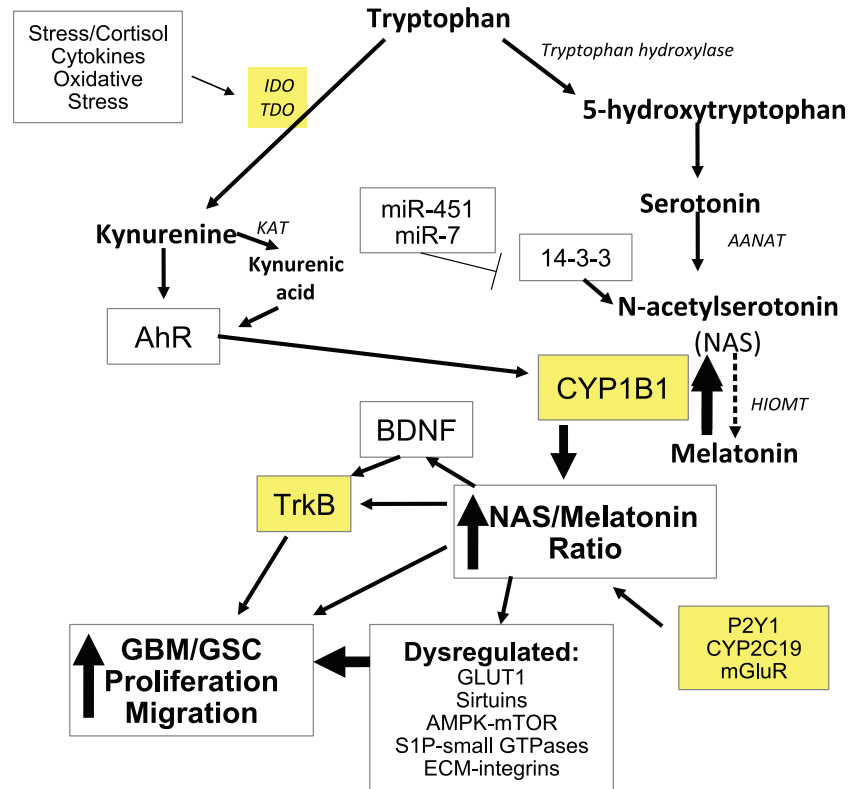 Tryptophan
Stress/Cortisol
Cytokines
Oxidative
Stress
IDO
TDO
Tryptophan hydroxylase
5-hydroxytryptophan
Serotonin
AANAT
miR-451
miR-7
Kynurenine
KAT
Kynurenic
acid
14-3-3
N-acetylserotonin
(NAS)
AhR
CYP1B1
HIOMT
Melatonin
BDNF
TrkB
NAS/Melatonin
Ratio
P2Y1
CYP2C19
mGluR
GBM/GSC
Proliferation
Migration
Dysregulated:
GLUT1
Sirtuins
AMPK-mTOR
S1P-small GTPases
ECM-integrins